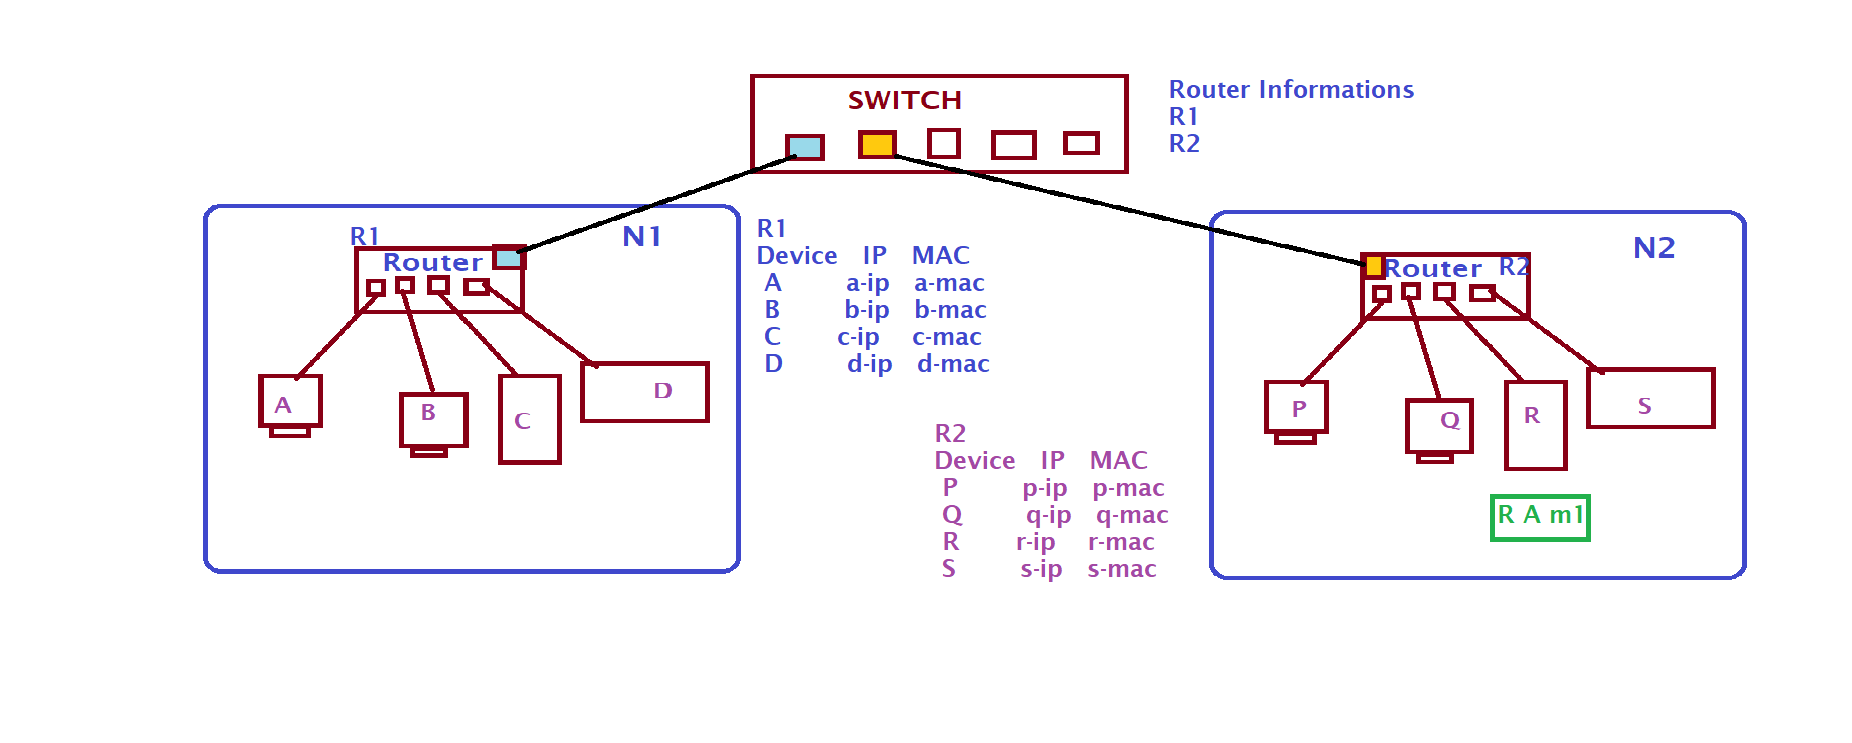 SWITCH
Router Informations
R1
R2
R1
N1
Router
R1
Device IP MAC
A a-ip a-mac
B b-ip b-mac
C c-ip c-mac
D d-ip d-mac
N2
Router R2
A
B
C
D
P
Q
R
S
R2
Device IP MAC
P p-ip p-mac
Q q-ip q-mac
R r-ip r-mac
S s-ip s-mac
R A m1